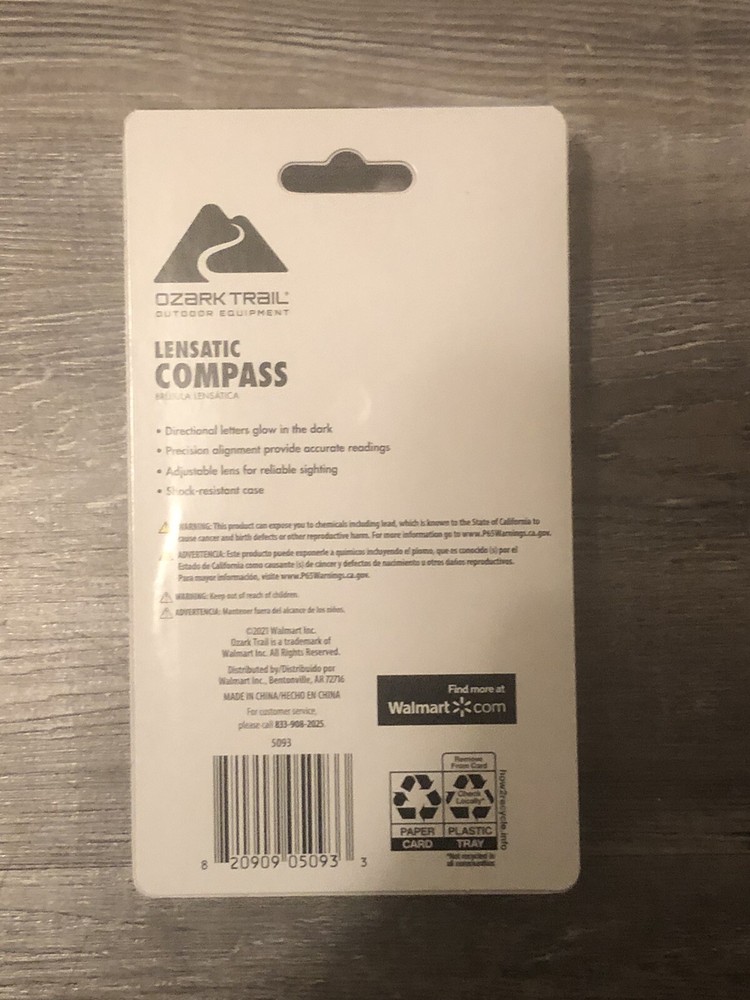 OZARK TRAIL®
OUTDOOR EQUIPMENT
LENSATIC
COMPASS
BRÚJULA LENSÁTICA
• Directional letters glow in the dark
• Precision alignment provide accurate readings
• Adjustable lens for reliable sighting
• Shock-resistant case
WARNING: This product can expose you to chemicals including lead, which is known to the State of California to
cause cancer and birth defects or other reproductive harm. For more information go to www.P65Warnings.ca.gov.
ADVERTENCIA: Este producto puede exponerle a químicos incluyendo el plomo, que es conocido (s) por el
Estado de California como causante (s) de cáncer y defectos de nacimiento u otros daños reproductivos.
Para mayor información, visite www.P65Warnings.ca.gov.
WARNING: Keep out of reach of children.
ADVERTENCIA: Mantener fuera del alcance de los niños.
©2021 Walmart Inc.
Ozark Trail is a trademark of
Walmart Inc. All Rights Reserved.
Distributed by/Distribuido por
Walmart Inc., Bentonville, AR 72716
MADE IN CHINA/HECHO EN CHINA
For customer service,
please call 833-908-2025.
5093
8 20909 05093 3
Find more at
Walmart.com
Remove
From Card
Check
Locally*
PAPER PLASTIC
CARD TRAY
*Not recycled in
all communities
how2recycle.info